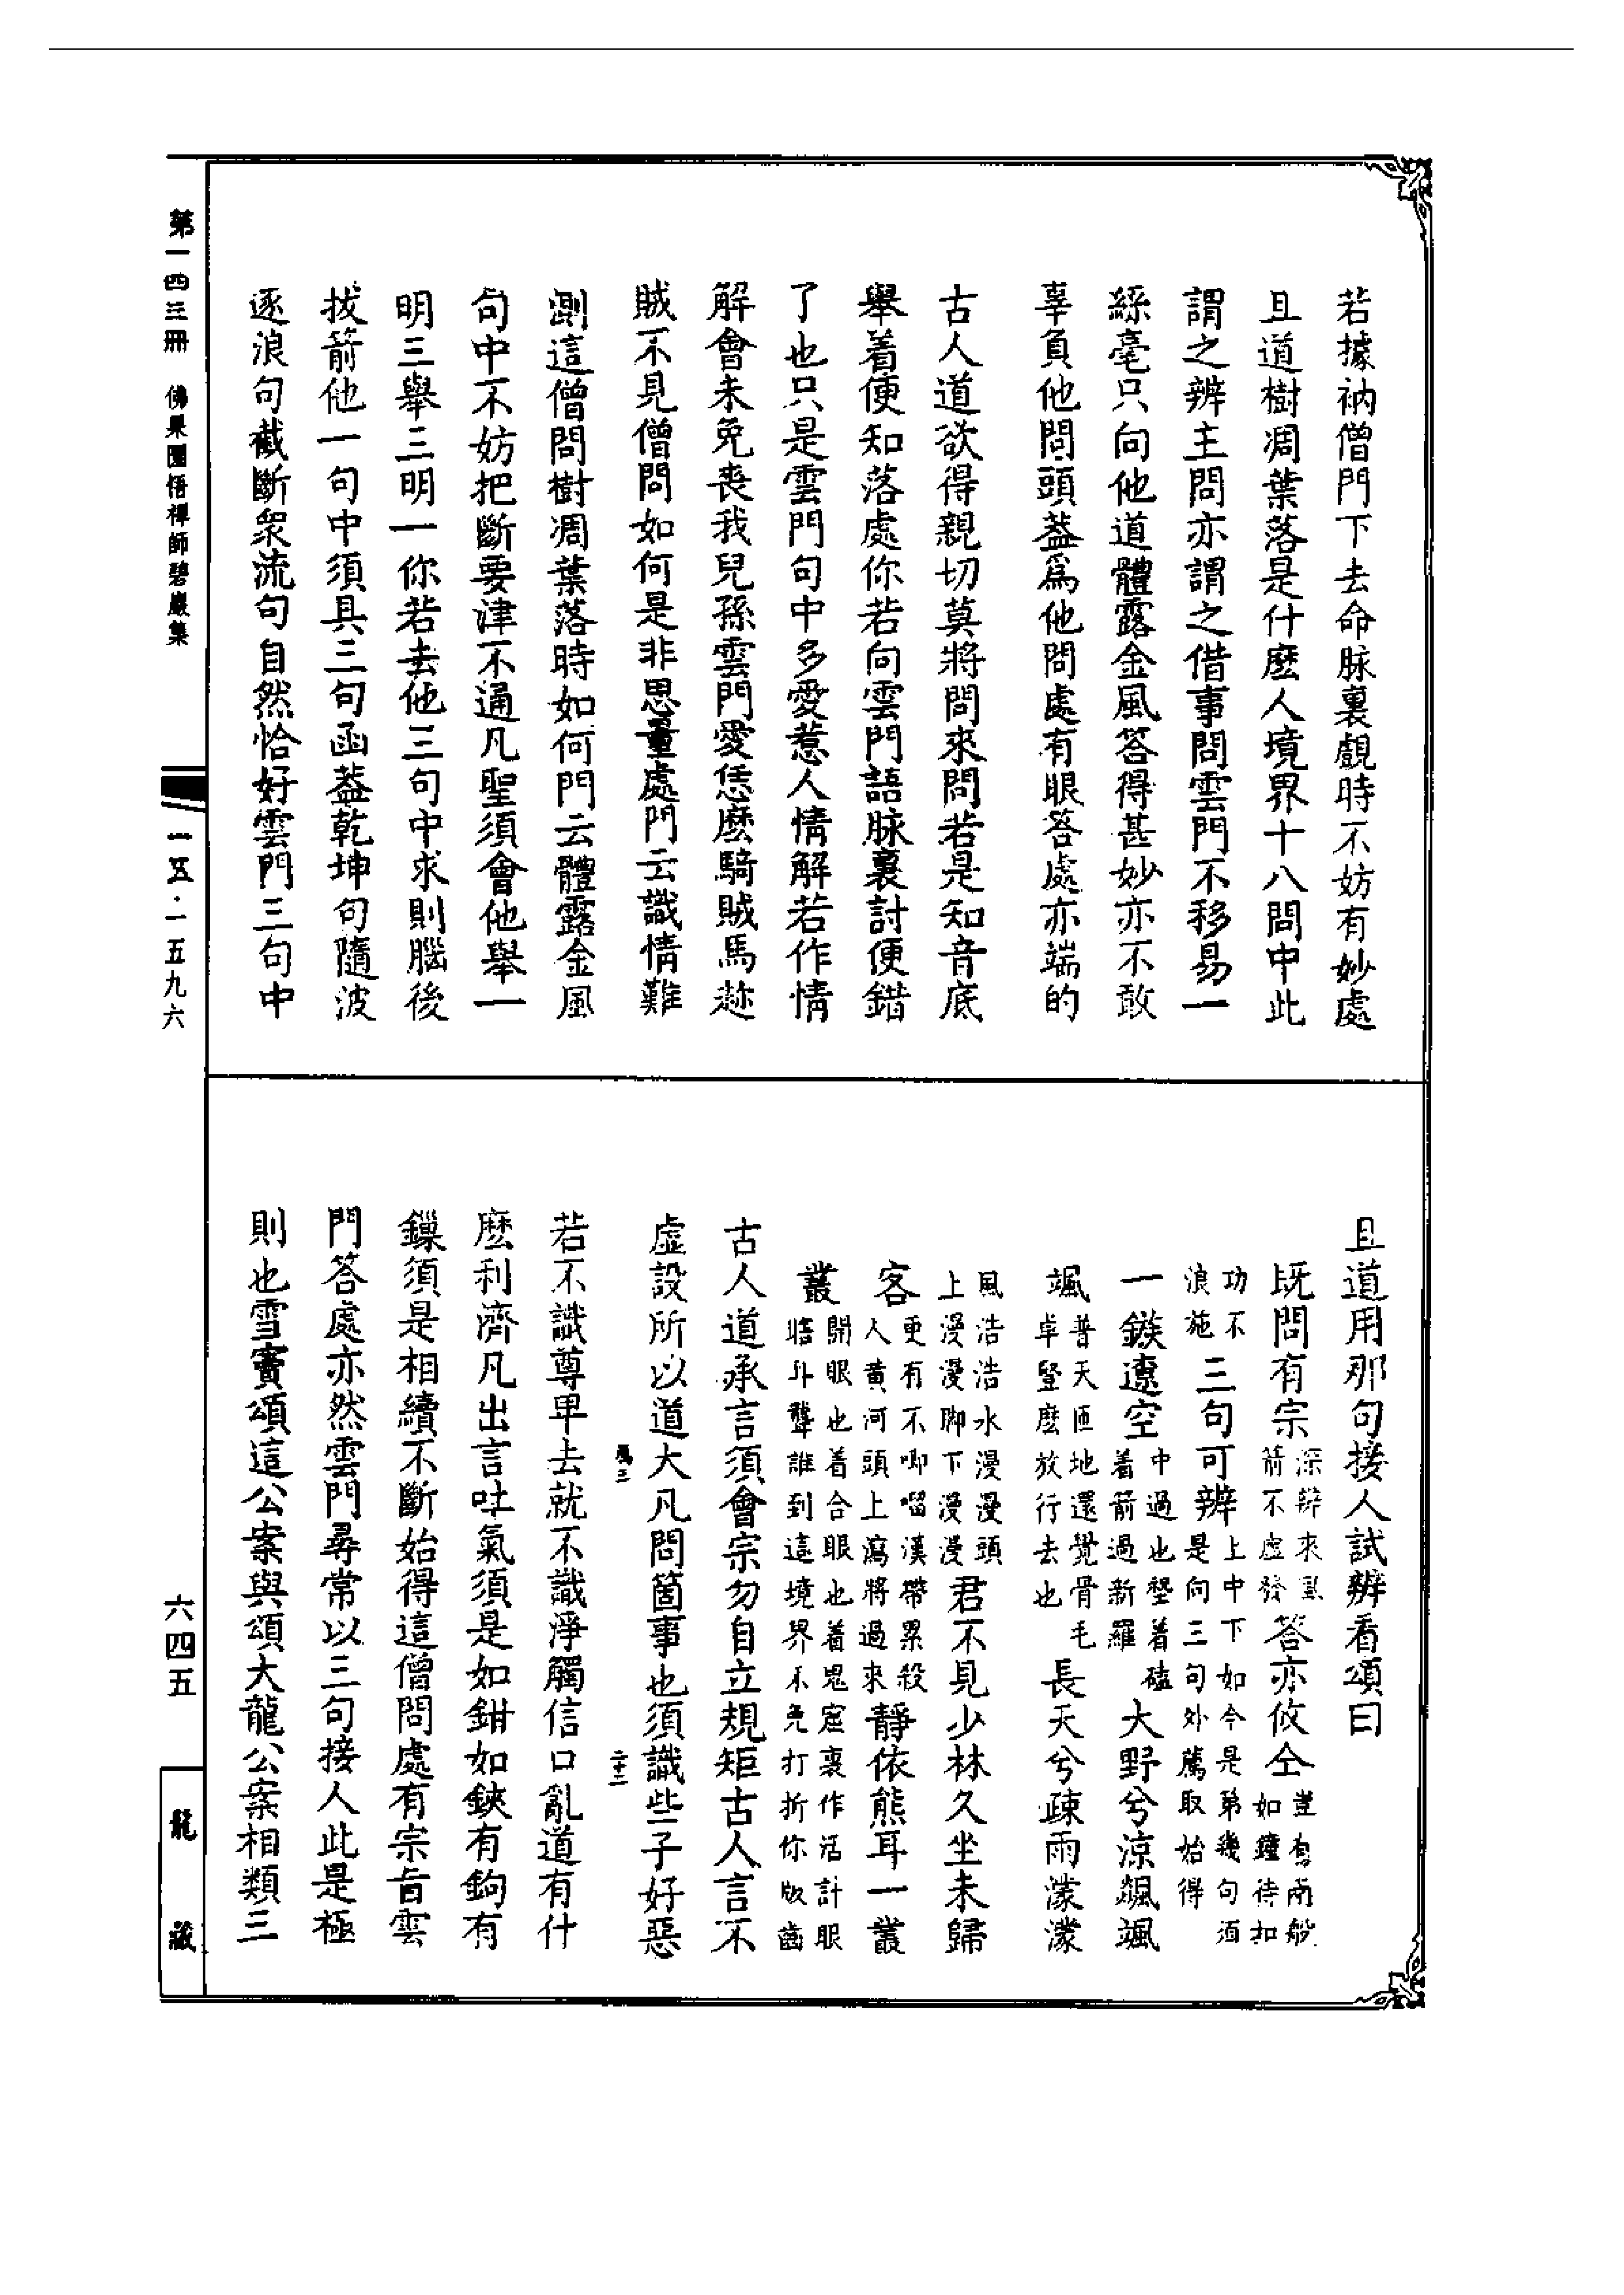 若據衲僧門下去命脉裏覰時不妨有妙處
且道樹凋葉落是什麽人境界十八問中此
謂之辨主問亦謂之借事問雲門不移易一
絲毫只向他道體露金風答得甚妙亦不敢
辜負他問頭蓋爲他問處有眼答處亦端的
古人道欲得親切莫將問來問若是知音底
舉着便知落處你若向雲門語脉裏討便錯
了也只是雲門句中多愛惹人情解若作情
解會未免喪我兒孫雲門愛恁麽騎賊馬趂
賊不見僧問如何是非思量處門云識情難
測這僧問樹凋葉落時如何門云體露金風
句中不妨把斷要津不通凡聖須會他舉一
明三舉三明一你若去他三句中求則腦後
拔箭他一句中須具三句函蓋乾坤句隨波
逐浪句截斷衆流句自然恰好雲門三句中
且道用那句接人試辨看頌曰
既問有宗深辨來風箭不虛發答亦攸仝豈有兩般如鐘待扣
功不浪施三句可辨上中下如今是第幾句須是向三句外薦取始得
一鏃遼空中過也墼着磕着箭過新羅大野兮涼飊颯
颯普天匝地還覺骨毛卓豎麽放行去也長天兮疎雨濛濛
風浩浩水漫漫頭上漫漫脚下漫漫君不見少林久坐未歸
客更有不唧㗩漢帶累殺人黄河頭上瀉將過來靜依熊耳一叢
叢開眼也着合眼也着鬼窟裏作活計眼瞎耳聾誰到這境界不免打折你版齒
古人道承言須會宗勿自立規矩古人言不
虛設所以道大凡問箇事也須識些子好惡
若不識尊卑去就不識淨觸信口亂道有什
麽利濟凡出言吐氣須是如鉗如鋏有鉤有
鏁須是相續不斷始得這僧問處有宗旨雲
門答處亦然雲門尋常以三句接人此是極
則也雪竇頌這公案與頌大龍公案相類三
第一四三冊　佛果圜悟禪師碧巖集
一五·一五九六
六四五
龍藏
二十二